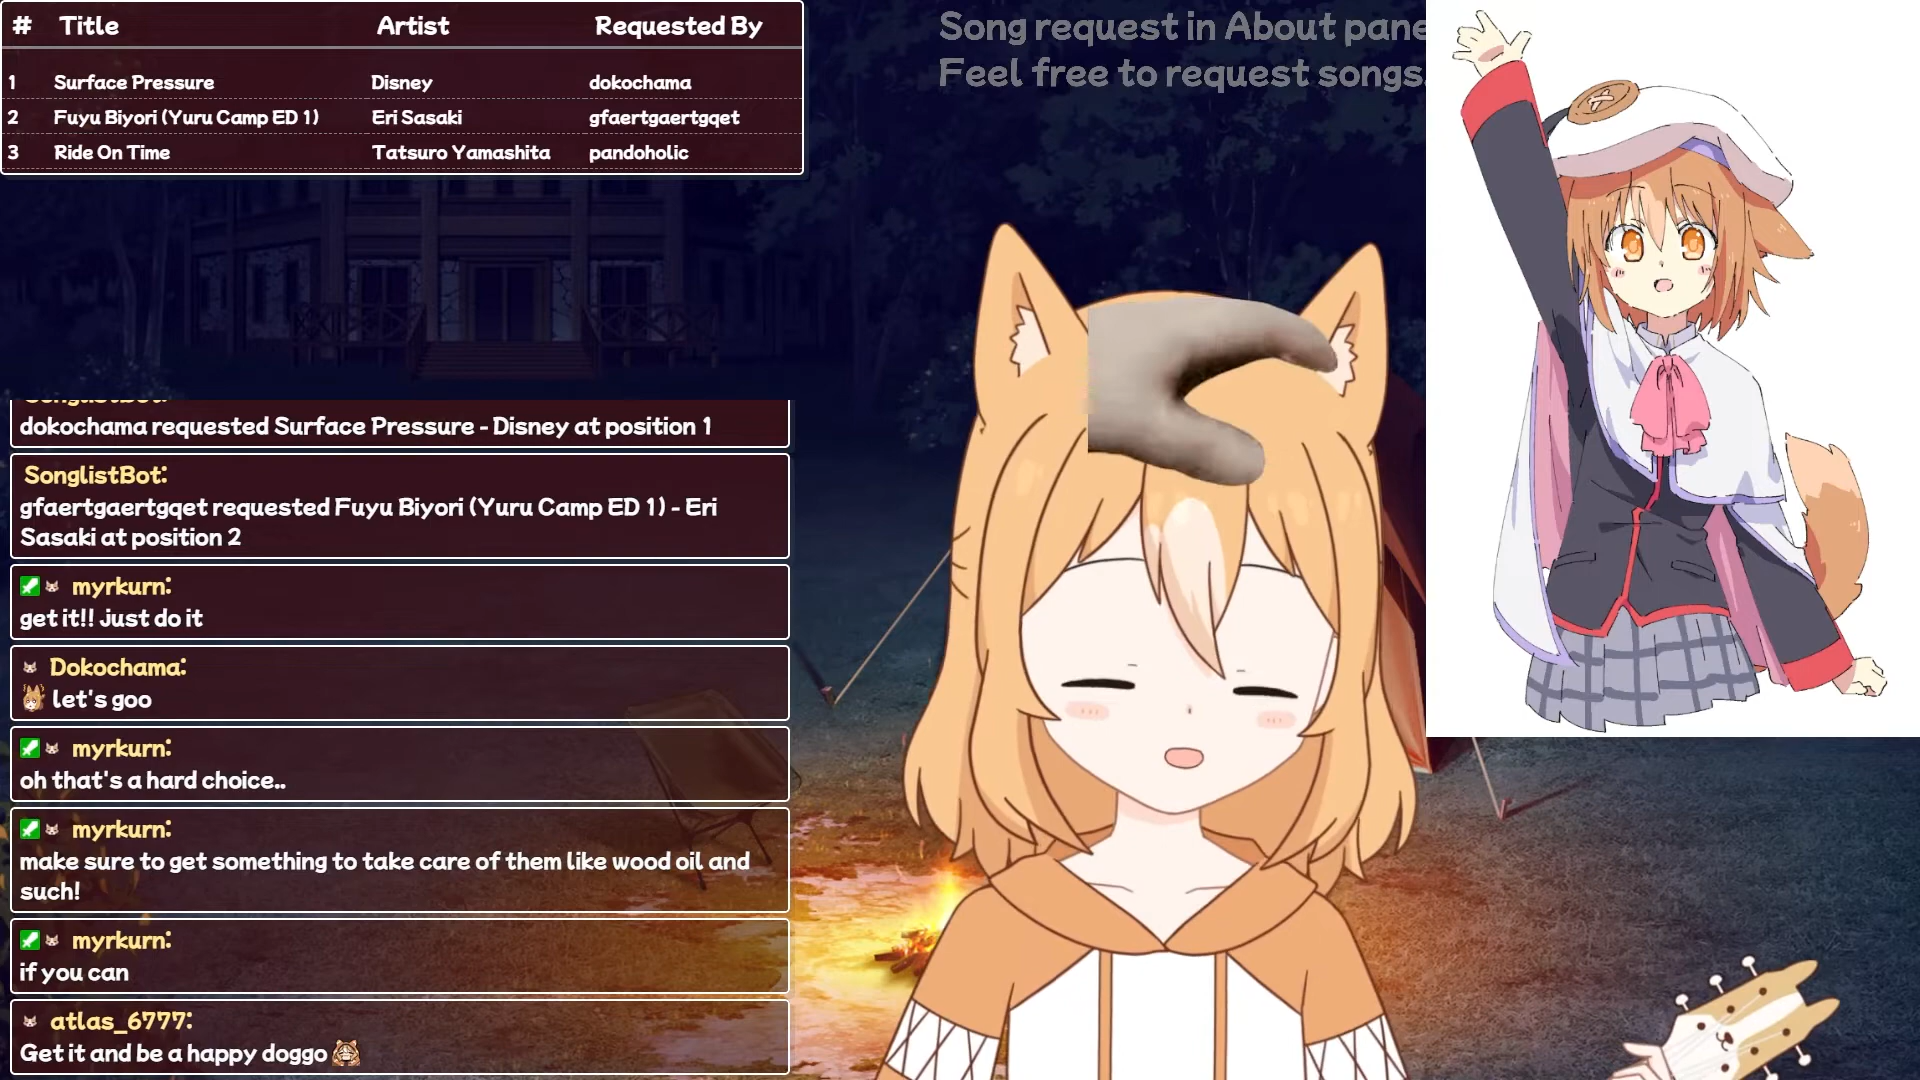 # Title Artist Requested By
1 Surface Pressure Disney dokochama
2 Fuyu Biyori (Yuru Camp ED 1) Eri Sasaki gfaertgaertgqet
3 Ride On Time Tatsuro Yamashita pandoholic
Song request in About pane
Feel free to request songs.
SonglistBot:
dokochama requested Surface Pressure - Disney at position 1
SonglistBot:
gfaertgaertgqet requested Fuyu Biyori (Yuru Camp ED 1) - Eri
Sasaki at position 2
myrkurn:
get it!! Just do it
Dokochama:
let's goo
myrkurn:
oh that's a hard choice..
myrkurn:
make sure to get something to take care of them like wood oil and
such!
myrkurn:
if you can
atlas_6777:
Get it and be a happy doggo